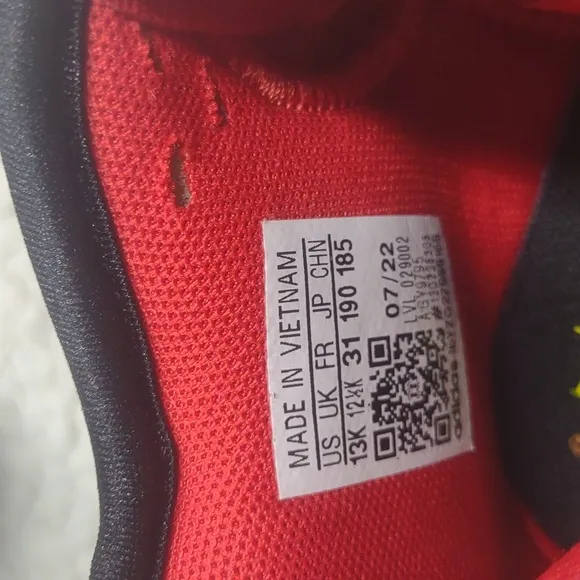 MADE IN VIETNAM
US UK FR JP CHN
13K 12½K 31 190 185
07/22
LVL 029002
adidas